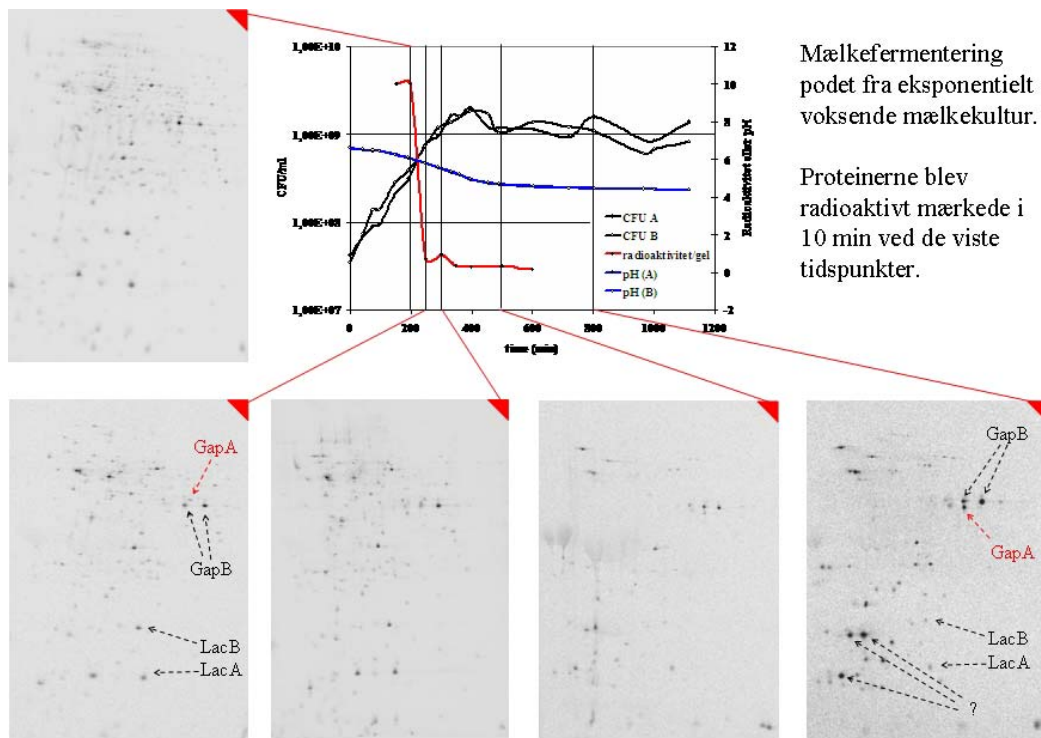 1,00E+10
1,00E+09
1,00E+08
1,00E+07
CFU/ml
12
10
8
6
4
2
0
-2
Radioaktivitet eller pH
CFU A
CFU B
radioaktivitet/gel
pH (A)
pH (B)
0 200 400 600 800 1000 1200
time (min)
Mælkefermentering
podet fra eksponentielt
voksende mælkekultur.
Proteinerne blev
radioaktivt mærkede i
10 min ved de viste
tidspunkter.
GapA
GapB
LacB
LacA
GapB
GapA
LacB
LacA
?